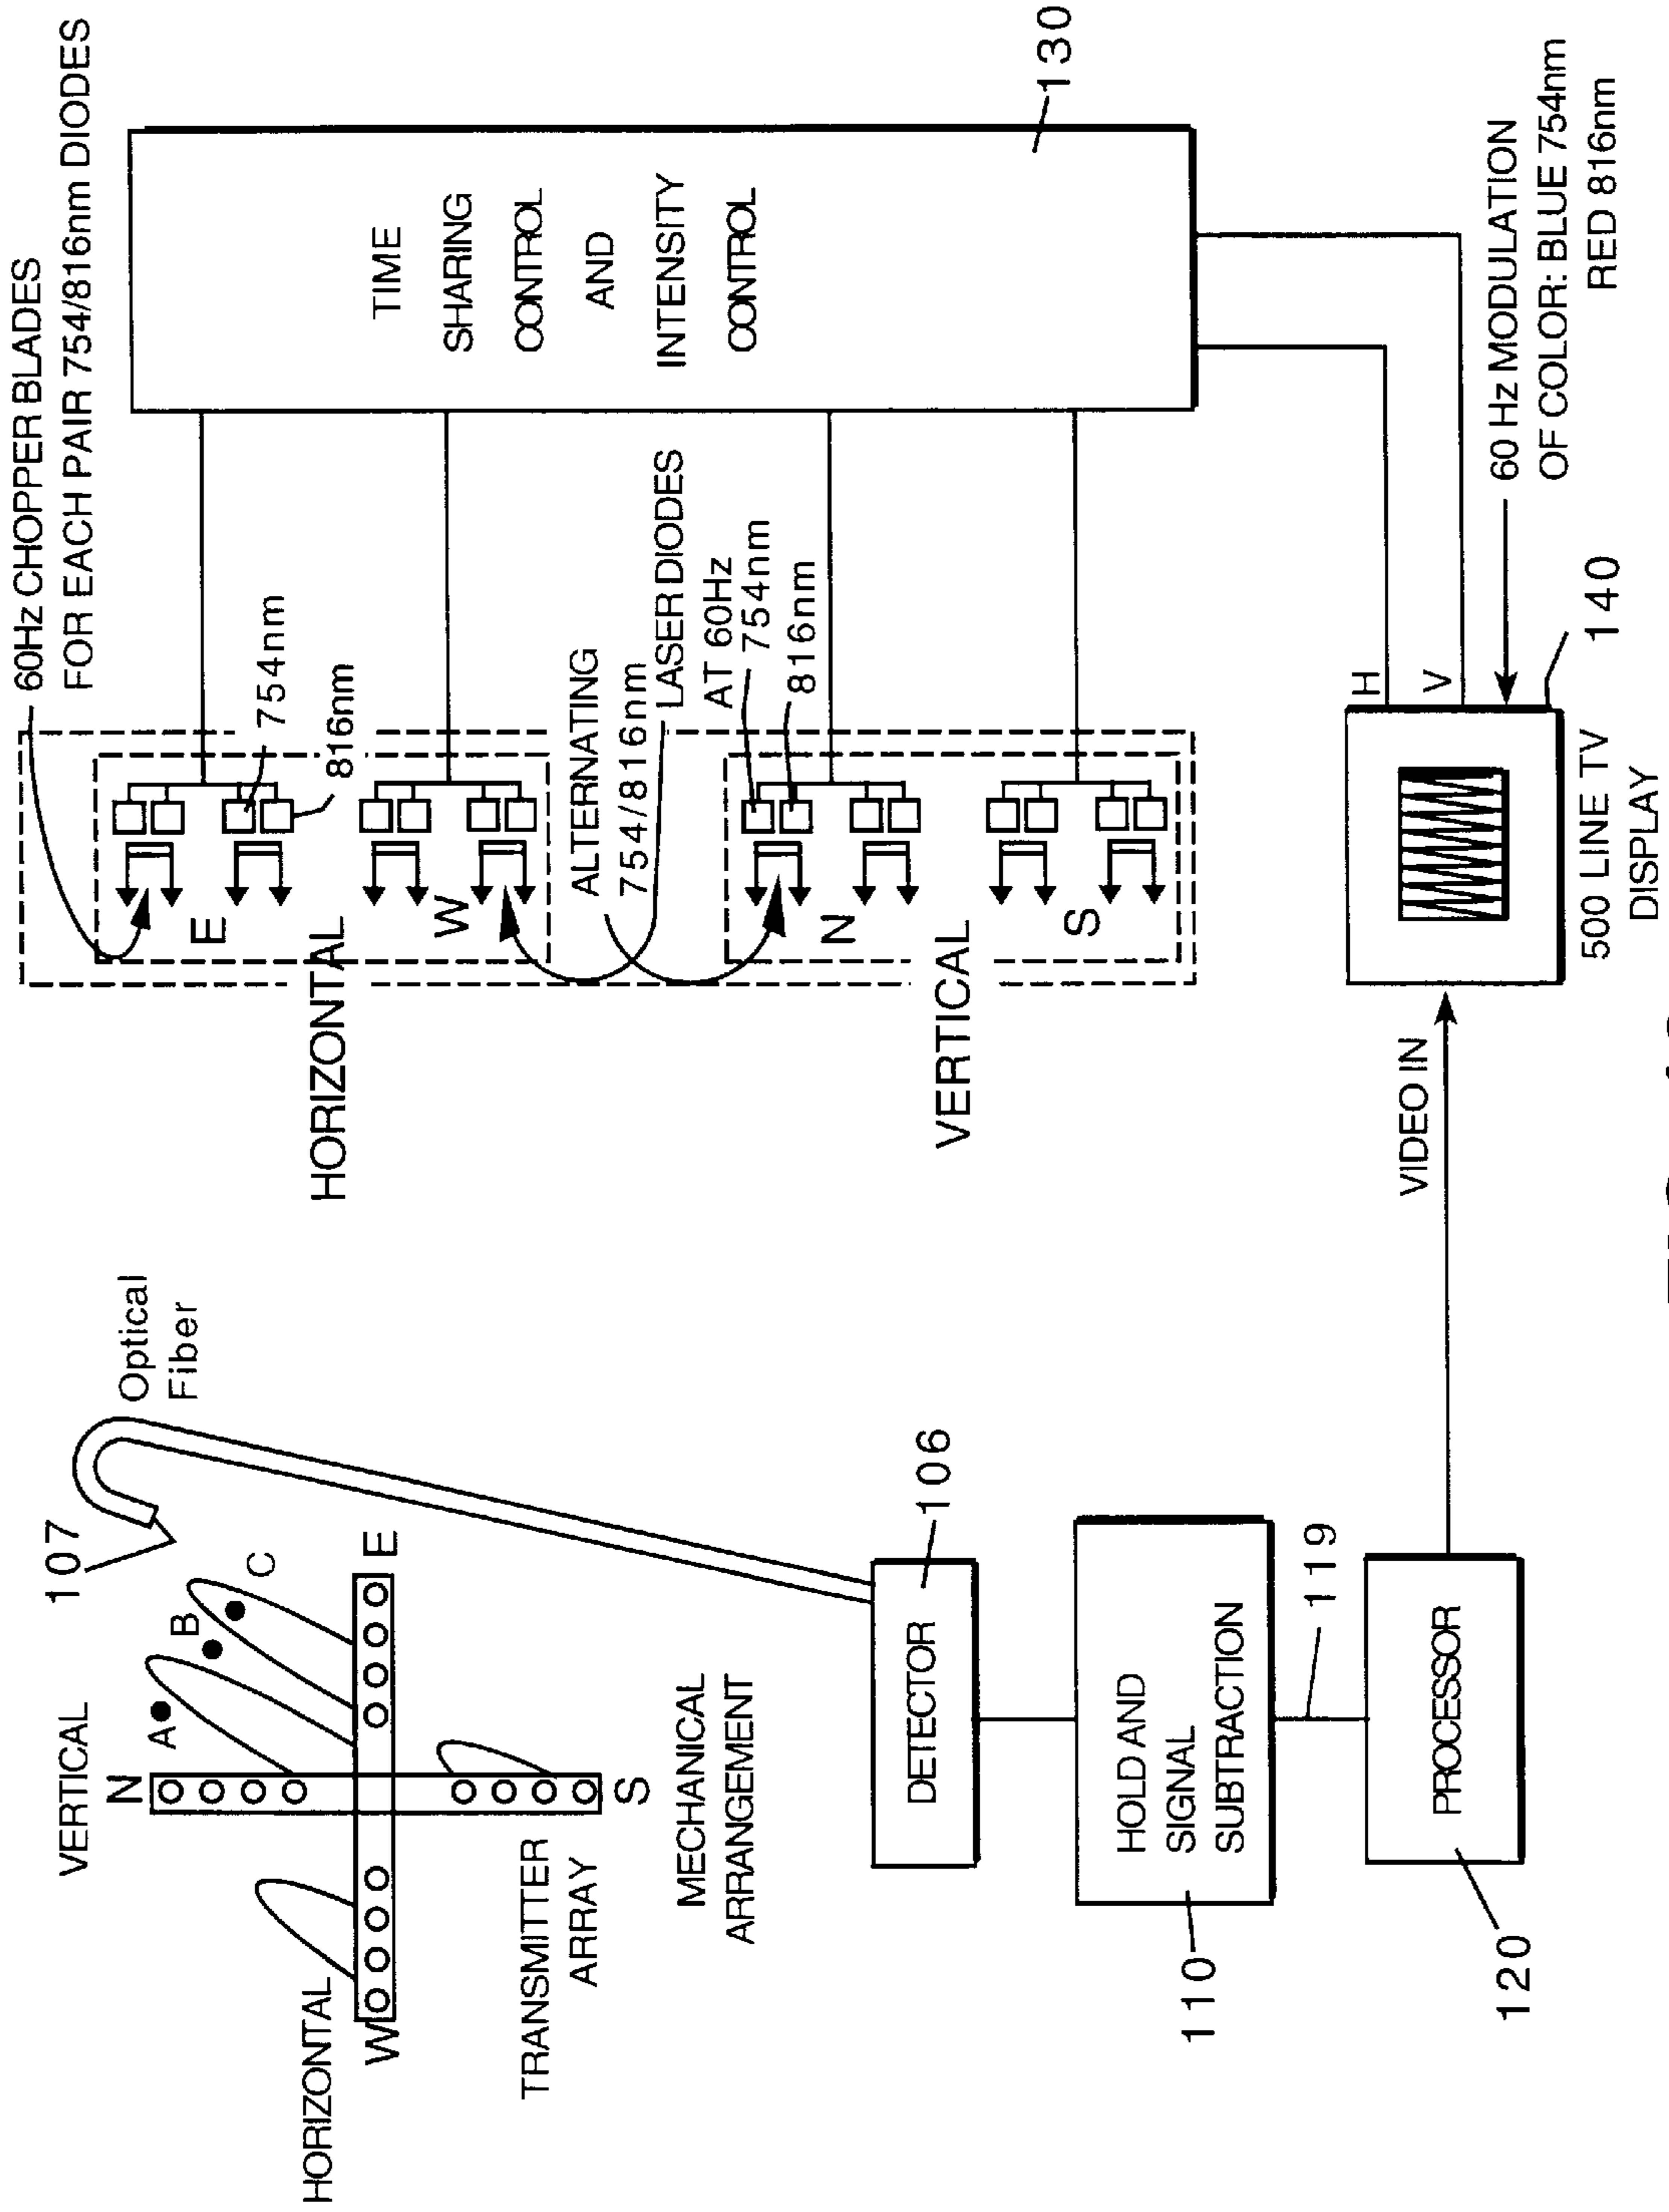 VERTICAL
N
A
B
C
107
Optical
Fiber
HORIZONTAL
W
E
S
TRANSMITTER
ARRAY
MECHANICAL
ARRANGEMENT
DETECTOR
106
HOLD AND
SIGNAL
SUBTRACTION
110
119
PROCESSOR
120
VIDEO IN
60Hz CHOPPER BLADES
FOR EACH PAIR 754/816nm DIODES
754nm
816nm
E
W
HORIZONTAL
ALTERNATING
754/816nm
LASER DIODES
AT 60Hz
754nm
816nm
N
S
VERTICAL
TIME
SHARING
CONTROL
AND
INTENSITY
CONTROL
130
H
V
60 Hz MODULATION
OF COLOR: BLUE 754nm
RED 816nm
140
500 LINE TV
DISPLAY